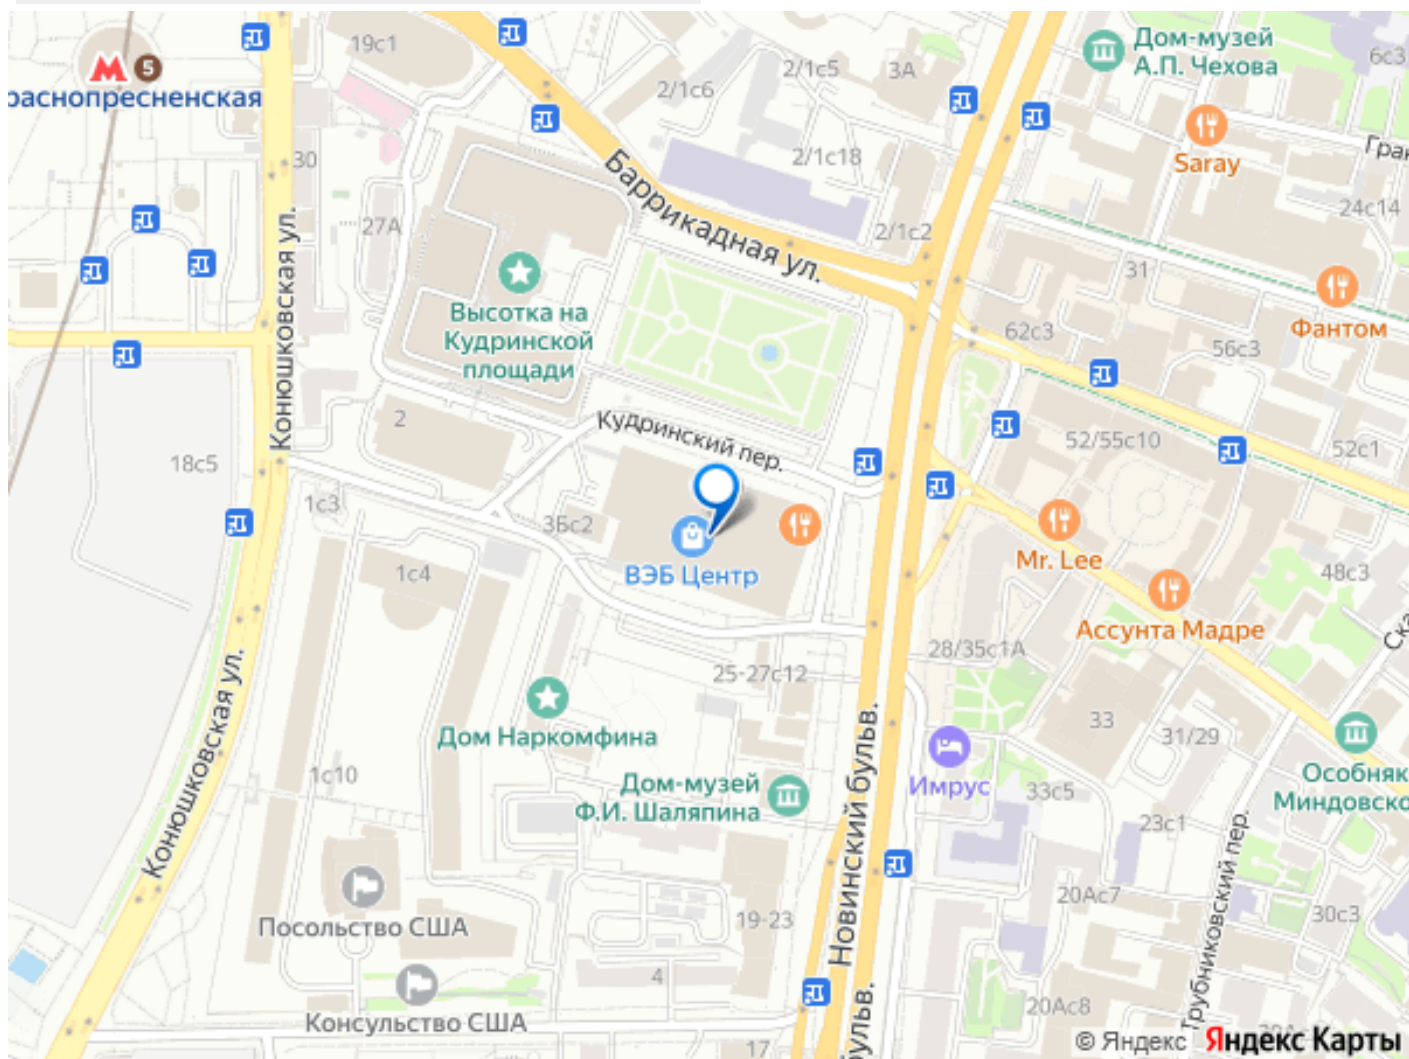 19с1
5
раснопресненская
30
27А
2/1с5
2/1с6
3А
2/1с18
2/1с2
Баррикадная ул.
Дом-музей
А.П. Чехова
6с3
Saray
Гран
24с14
31
Фантом
62с3
56с3
Высотка на
Кудринской
площади
Конюшковская ул.
2
Кудринский пер.
52/55с10
52с1
18с5
1с3
3Бс2
ВЭБ Центр
1с4
Mr. Lee
48с3
Ассунта Мадре
Ска
28/35с1А
25-27с12
33
31/29
Дом Наркомфина
Конюшковская ул.
1с10
Дом-музей
Ф.И. Шаляпина
Новинский бульв.
Имрус
33с5
Особняк
Миндовско
23с1
Трубниковский пер.
20Ас7
30с3
19-23
Посольство США
4
Консульство США
17
бульв.
20Ас8
© Яндекс
Яндекс Карты